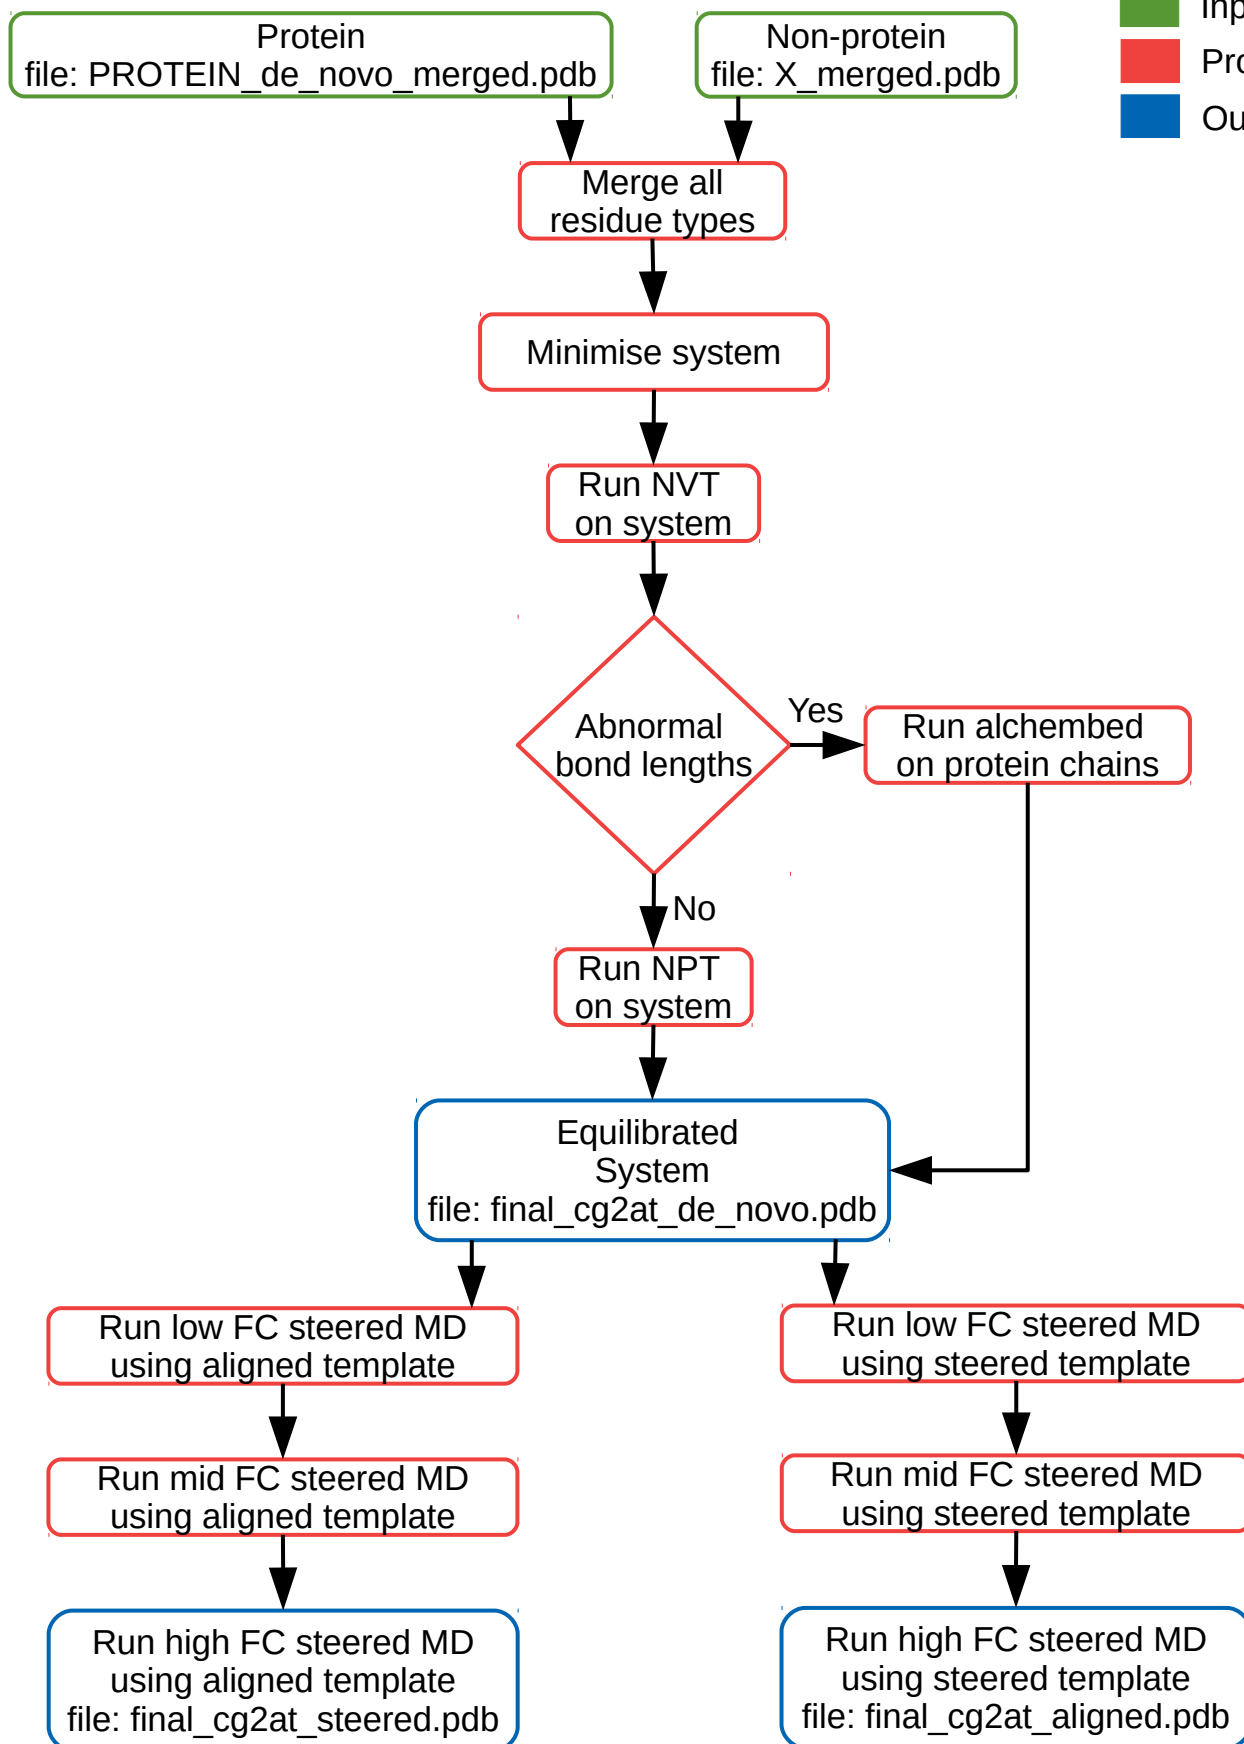 Protein
file: PROTEIN_de_novo_merged.pdb
Non-protein
file: X_merged.pdb
Inp
Pro
Ou
Merge all
residue types
Minimise system
Run NVT
on system
Abnormal
bond lengths
Yes
Run alchembed
on protein chains
No
Run NPT
on system
Equilibrated
System
file: final_cg2at_de_novo.pdb
Run low FC steered MD
using aligned template
Run low FC steered MD
using steered template
Run mid FC steered MD
using aligned template
Run mid FC steered MD
using steered template
Run high FC steered MD
using aligned template
file: final_cg2at_steered.pdb
Run high FC steered MD
using steered template
file: final_cg2at_aligned.pdb